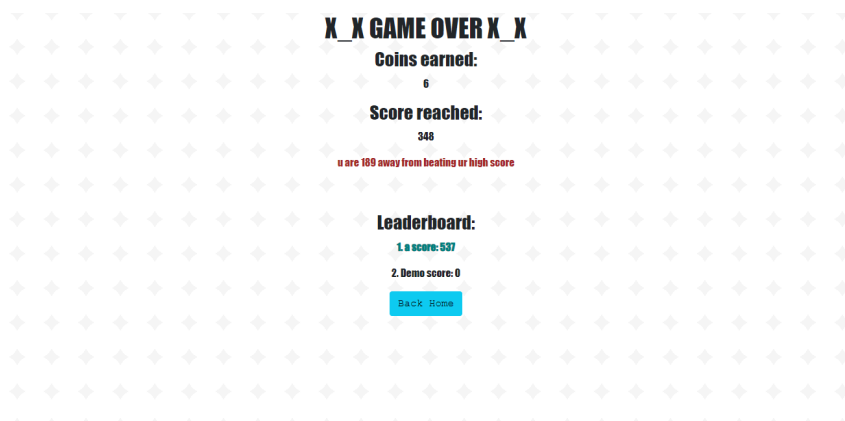 X_X GAME OVER X_X
Coins earned:
6
Score reached:
348
u are 189 away from beating ur high score
Leaderboard:
1. a score: 537
2. Demo score: 0
Back Home